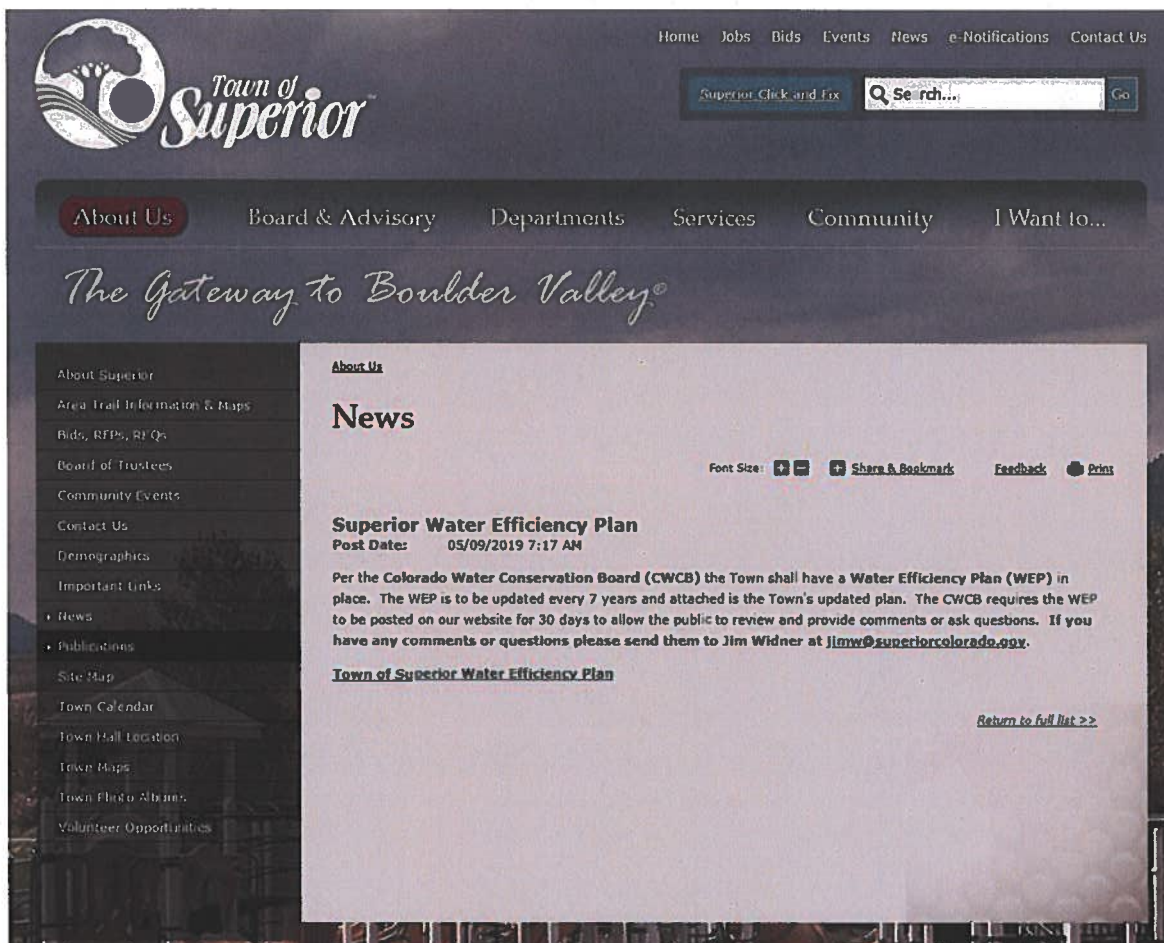 Home Jobs Bids Events News e-Notifications Contact Us
Town of
Superior
Superior Click and Fix
Se rch...
Go
About Us Board & Advisory Departments Services Community I Want to...
The Gateway to Boulder Valley©
About Superior
Area Trail Information & Maps
Bids, RFPs, RFQs
Board of Trustees
Community Events
Contact Us
Demographics
Important Links
News
Publications
Site Map
Town Calendar
Town Hall Location
Town Maps
Town Photo Albums
Volunteer Opportunities
About Us
News
Font Size: + - + Share & Bookmark Feedback Print
Superior Water Efficiency Plan
Post Date: 05/09/2019 7:17 AM
Per the Colorado Water Conservation Board (CWCB) the Town shall have a Water Efficiency Plan (WEP) in
place. The WEP is to be updated every 7 years and attached is the Town's updated plan. The CWCB requires the WEP
to be posted on our website for 30 days to allow the public to review and provide comments or ask questions. If you
have any comments or questions please send them to Jim Widner at jimw@superiorcolorado.gov.
Town of Superior Water Efficiency Plan
Return to full list >>